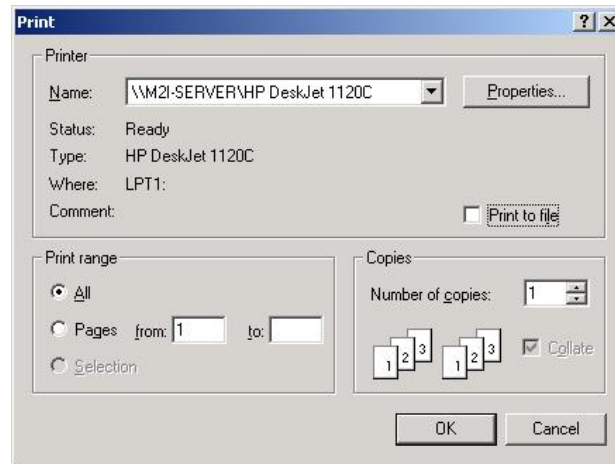 Print
Printer
Name: \\M2I-SERVER\HP DeskJet 1120C Properties...
Status: Ready
Type: HP DeskJet 1120C
Where: LPT1:
Comment:
Print to file
Print range
All
Pages from: 1 to:
Selection
Copies
Number of copies: 1
1 2 3 1 2 3 Collate
OK Cancel